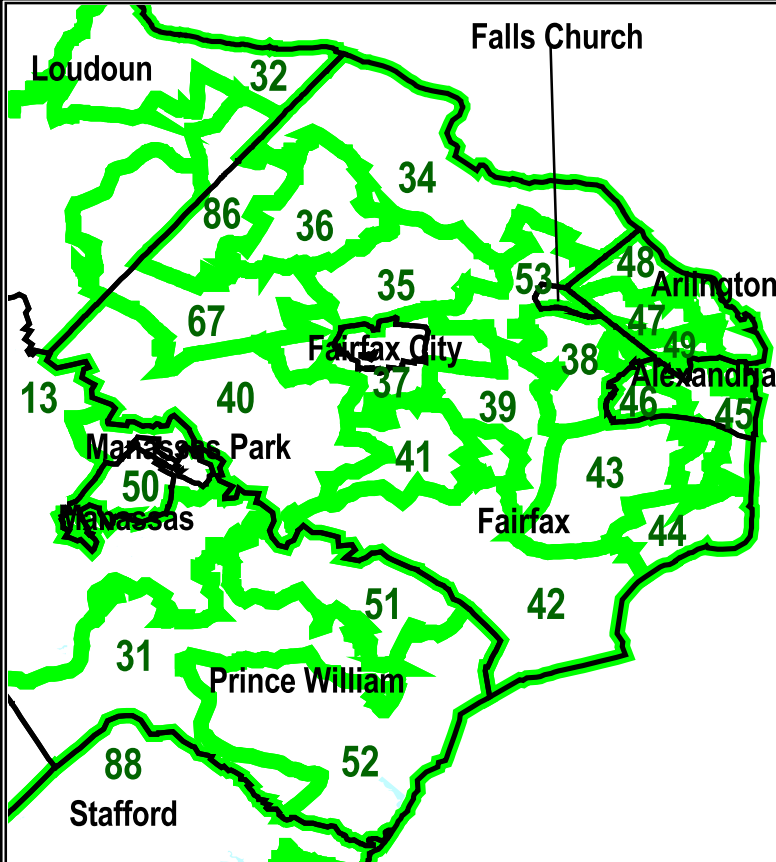 Falls Church
Loudoun
32
34
86
36
53
48
35
Arlington
67
47
Fairfax City
49
38
Alexandria
37
13
40
39
46
45
Manassas Park
41
50
43
Manassas
Fairfax
44
51
42
31
Prince William
88
52
Stafford